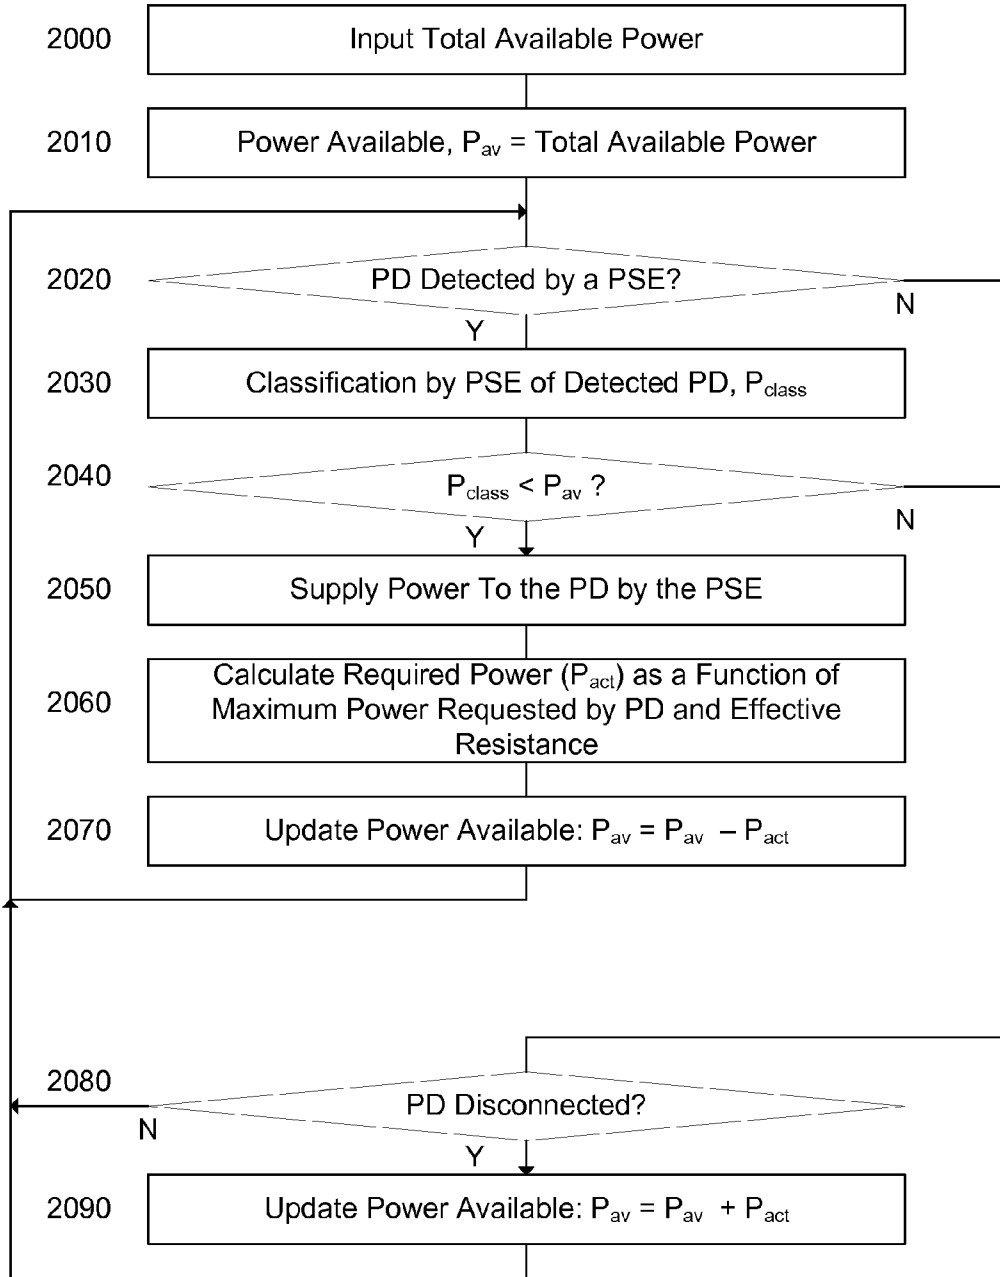 2000 Input Total Available Power
2010 Power Available, Pav = Total Available Power
2020 PD Detected by a PSE?
N
Y
2030 Classification by PSE of Detected PD, Pclass
2040 Pclass < Pav ?
N
Y
2050 Supply Power To the PD by the PSE
Calculate Required Power (Pact) as a Function of
2060 Maximum Power Requested by PD and Effective
Resistance
2070 Update Power Available: Pav = Pav – Pact
2080 PD Disconnected?
N
Y
2090 Update Power Available: Pav = Pav + Pact